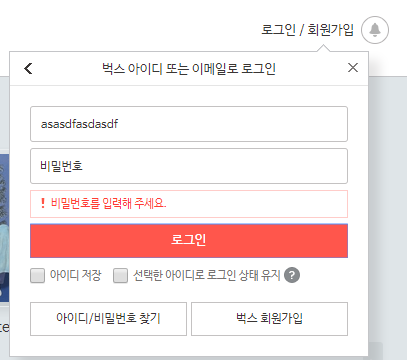 로그인 / 회원가입
벅스 아이디 또는 이메일로 로그인
asasdfasdasdf
비밀번호
! 비밀번호를 입력해 주세요.
로그인
아이디 저장 선택한 아이디로 로그인 상태 유지 ?
아이디/비밀번호 찾기 벅스 회원가입